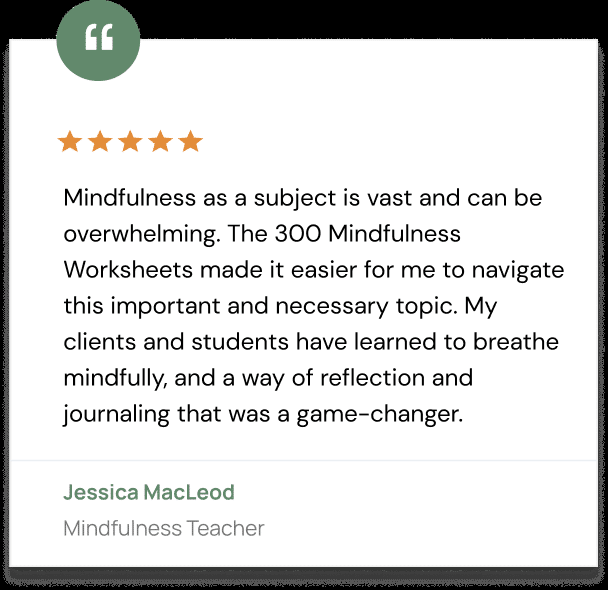 “
Mindfulness as a subject is vast and can be
overwhelming. The 300 Mindfulness
Worksheets made it easier for me to navigate
this important and necessary topic. My
clients and students have learned to breathe
mindfully, and a way of reflection and
journaling that was a game-changer.
Jessica MacLeod
Mindfulness Teacher